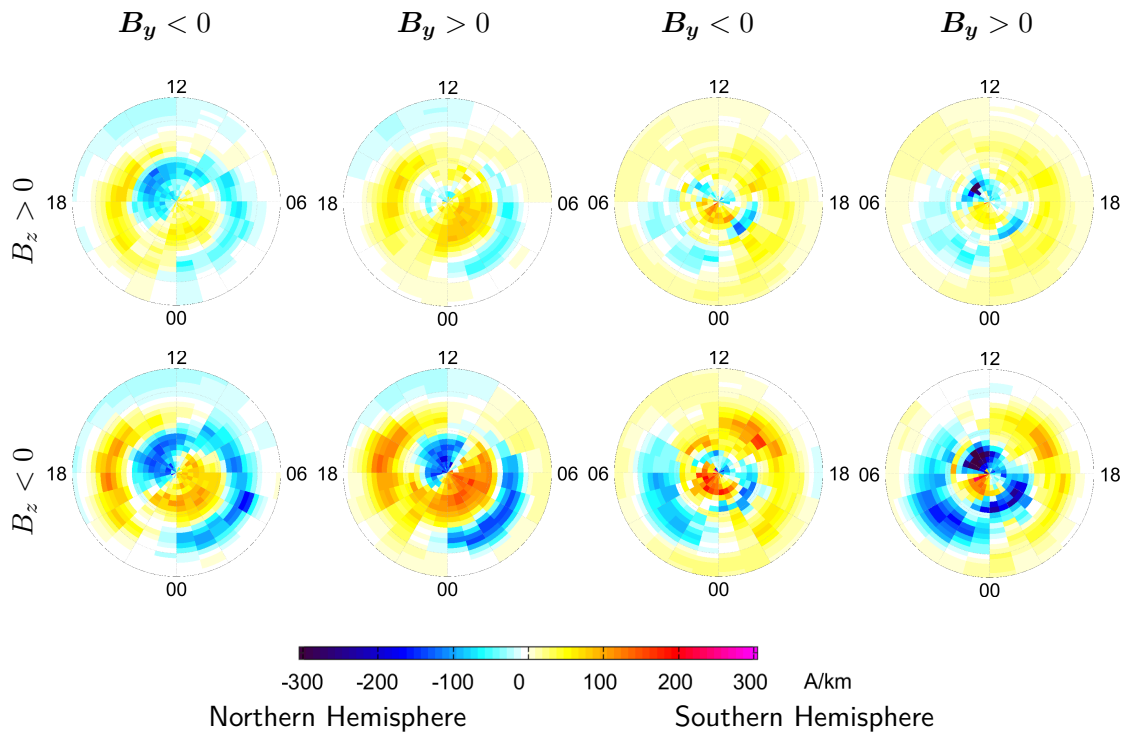 B_y < 0 B_y > 0 B_y < 0 B_y > 0
12 12 12 12
B_z > 0
18 06 18 06 06 18 06 18
00 00 00 00
12 12 12 12
B_z < 0
18 06 18 06 06 18 06 18
00 00 00 00
-300 -200 -100 0 100 200 300 A/km
Northern Hemisphere Southern Hemisphere